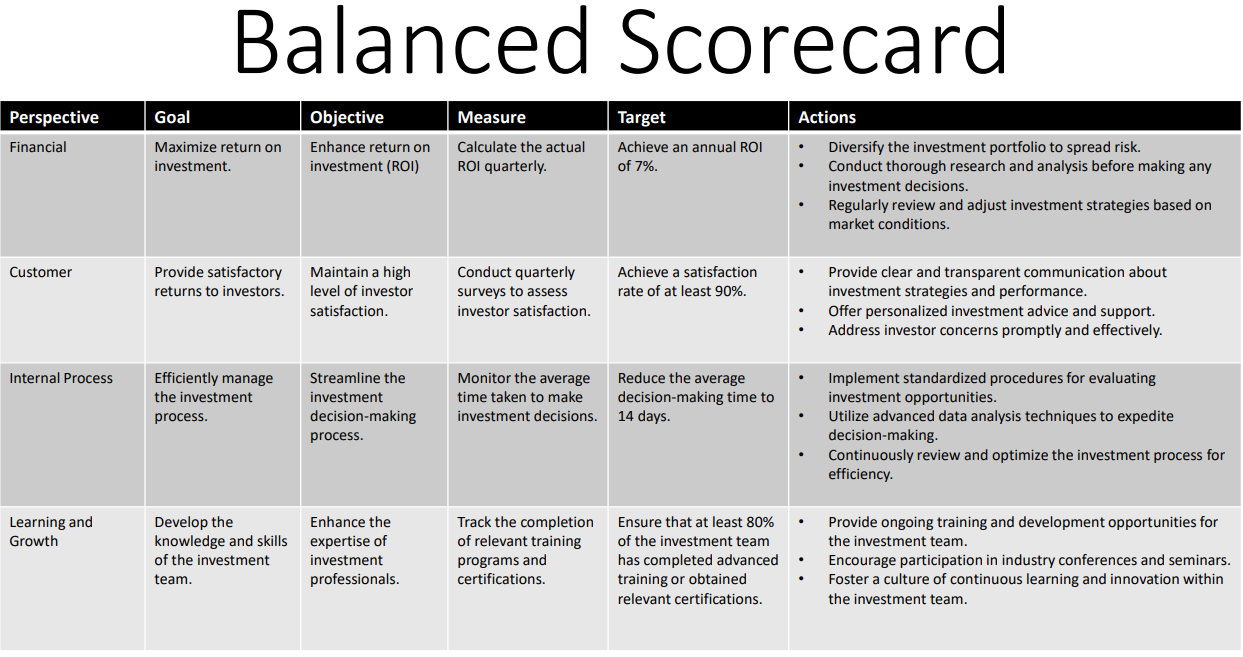 Balanced Scorecard
Perspective
Goal
Objective
Measure
Target
Actions
Financial
Maximize return on
investment.
Enhance return on
investment (ROI)
Calculate the actual
ROI quarterly.
Achieve an annual ROI
of 7%.
• Diversify the investment portfolio to spread risk.
• Conduct thorough research and analysis before making any
investment decisions.
• Regularly review and adjust investment strategies based on
market conditions.
Customer
Provide satisfactory
returns to investors.
Maintain a high
level of investor
satisfaction.
Conduct quarterly
surveys to assess
investor satisfaction.
Achieve a satisfaction
rate of at least 90%.
• Provide clear and transparent communication about
investment strategies and performance.
• Offer personalized investment advice and support.
• Address investor concerns promptly and effectively.
Internal Process
Efficiently manage
the investment
process.
Streamline the
investment
decision-making
process.
Monitor the average
time taken to make
investment decisions.
Reduce the average
decision-making time to
14 days.
• Implement standardized procedures for evaluating
investment opportunities.
• Utilize advanced data analysis techniques to expedite
decision-making.
• Continuously review and optimize the investment process for
efficiency.
Learning and
Growth
Develop the
knowledge and skills
of the investment
team.
Enhance the
expertise of
investment
professionals.
Track the completion
of relevant training
programs and
certifications.
Ensure that at least 80%
of the investment team
has completed advanced
training or obtained
relevant certifications.
• Provide ongoing training and development opportunities for
the investment team.
• Encourage participation in industry conferences and seminars.
• Foster a culture of continuous learning and innovation within
the investment team.